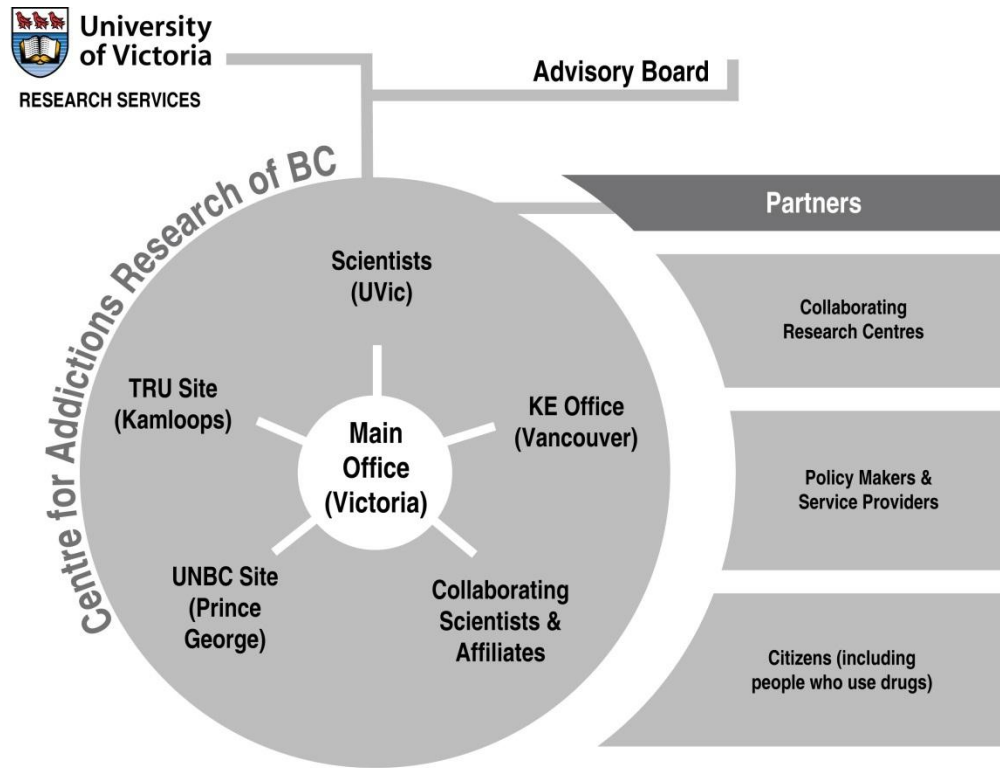 University
of Victoria
RESEARCH SERVICES
Advisory Board
Centre for Addictions Research of BC
Partners
Scientists
(UVic)
TRU Site
(Kamloops)
KE Office
(Vancouver)
Main
Office
(Victoria)
UNBC Site
(Prince
George)
Collaborating
Scientists &
Affiliates
Collaborating
Research Centres
Policy Makers &
Service Providers
Citizens (including
people who use drugs)